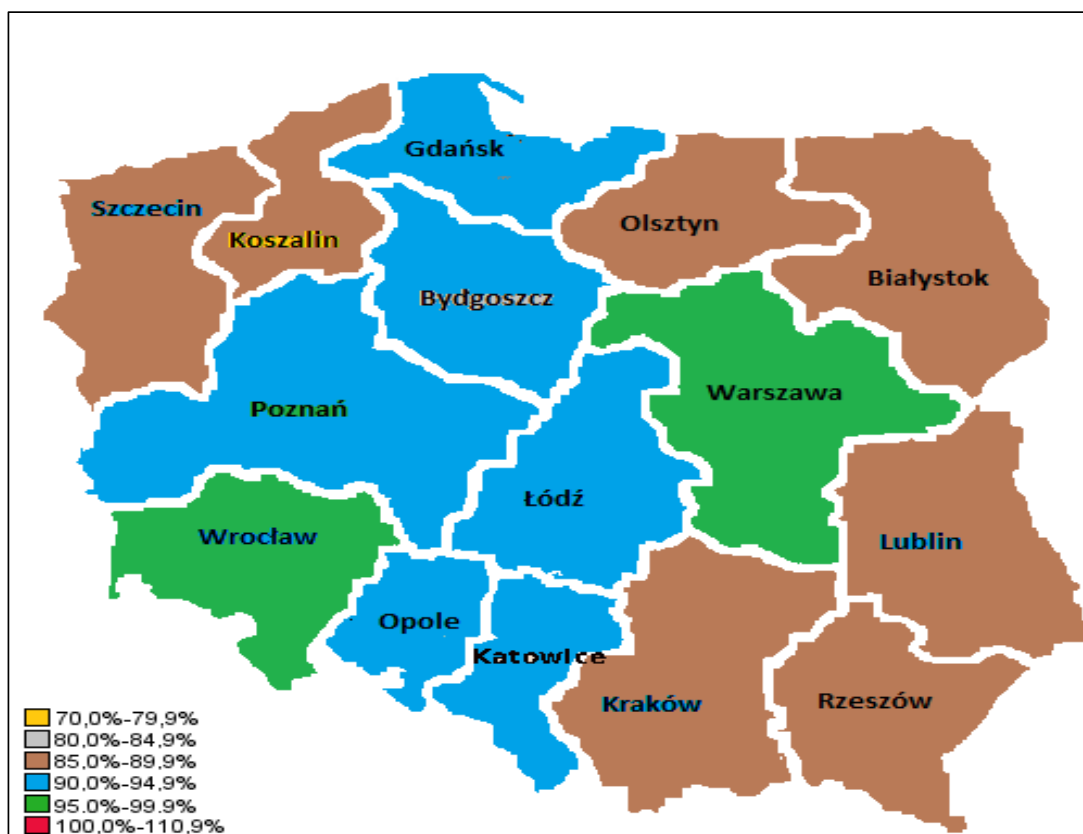 Gdańsk
Szczecin
Koszalin
Olsztyn
Białystok
Bydgoszcz
Poznań
Warszawa
Łódź
Wrocław
Lublin
Opole
Katowice
Kraków
Rzeszów
70,0%-79,9%
80,0%-84,9%
85,0%-89,9%
90,0%-94,9%
95.0%-99.9%
100,0%-110,9%